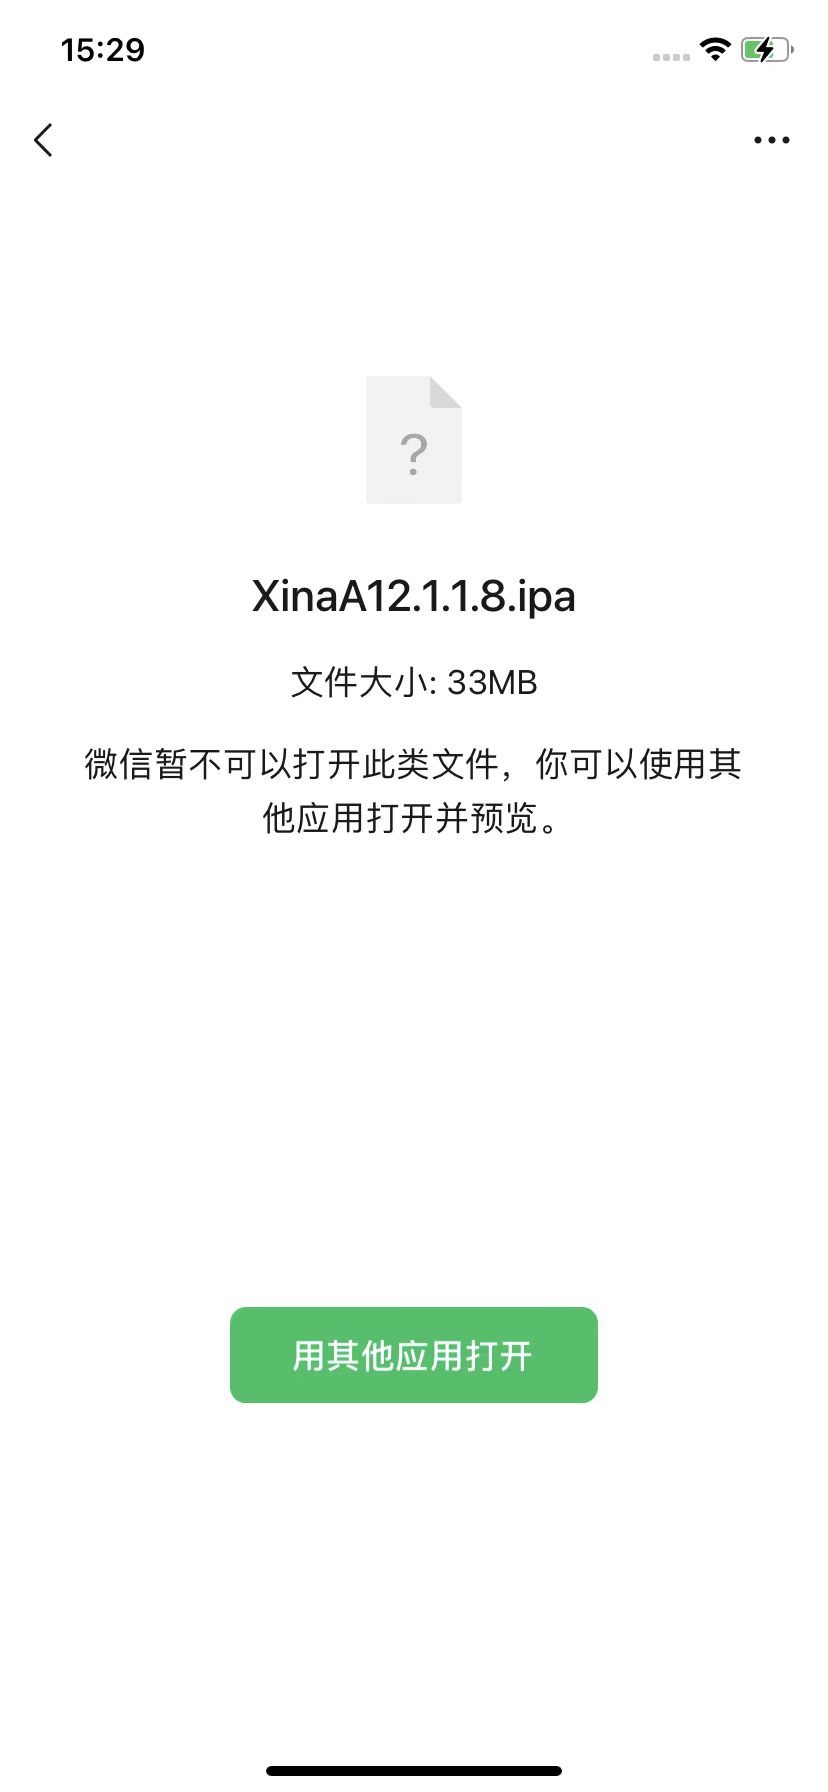 15:29
?
XinaA12.1.1.8.ipa
文件大小: 33MB
微信暂不可以打开此类文件，你可以使用其
他应用打开并预览。
用其他应用打开